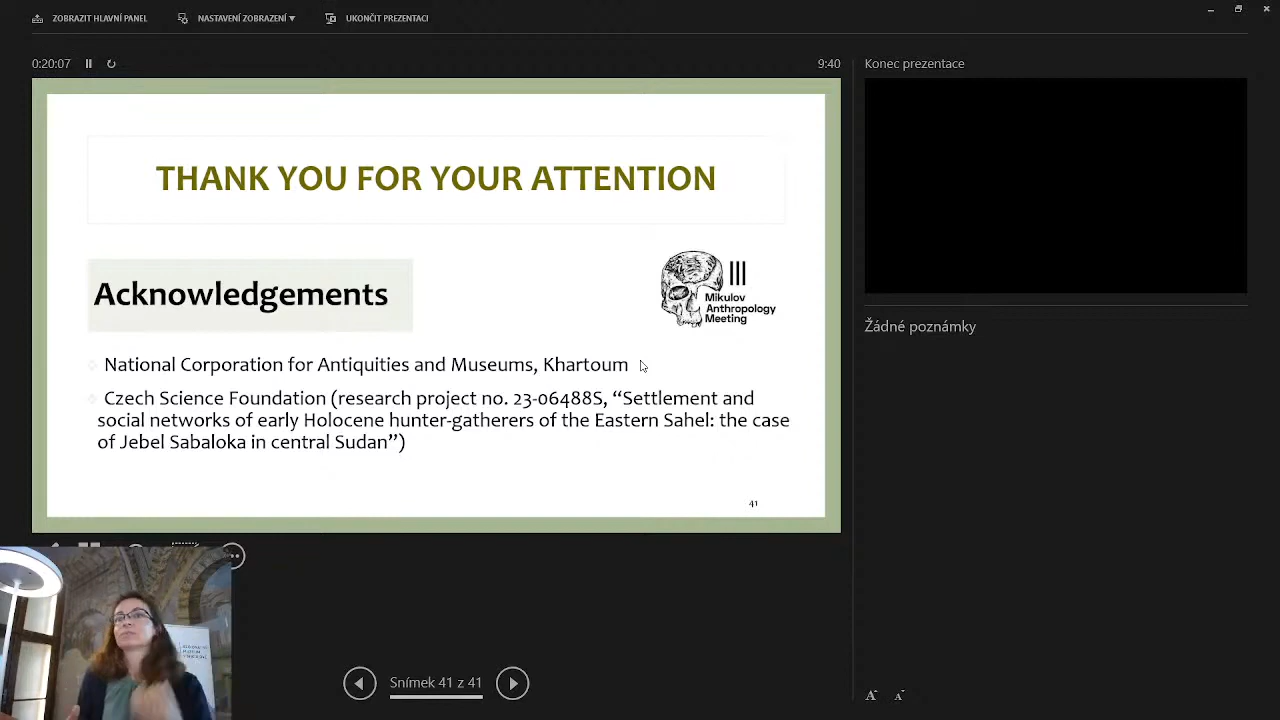 ZOBRAZIT HLAVNÍ PANEL
NASTAVENÍ ZOBRAZENÍ ▼
UKONČIT PREZENTACI
0:20:07
9:40
Konec prezentace
THANK YOU FOR YOUR ATTENTION
Acknowledgements
III
Mikulov
Anthropology
Meeting
National Corporation for Antiquities and Museums, Khartoum
Czech Science Foundation (research project no. 23-06488S, “Settlement and
social networks of early Holocene hunter-gatherers of the Eastern Sahel: the case
of Jebel Sabaloka in central Sudan”)
41
Žádné poznámky
Snímek 41 z 41
A A